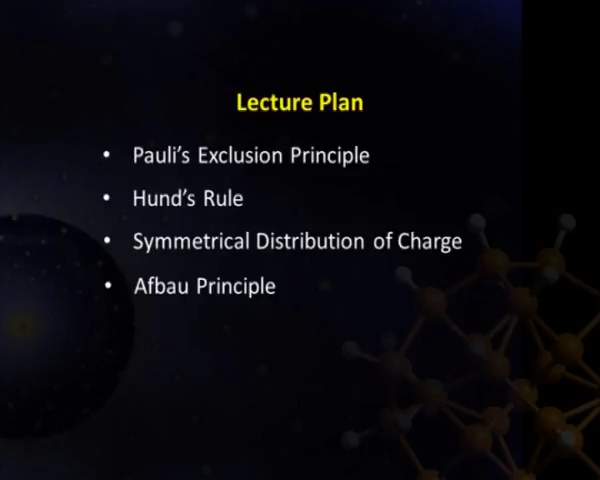 Lecture Plan
• Pauli's Exclusion Principle
• Hund's Rule
• Symmetrical Distribution of Charge
• Afbau Principle